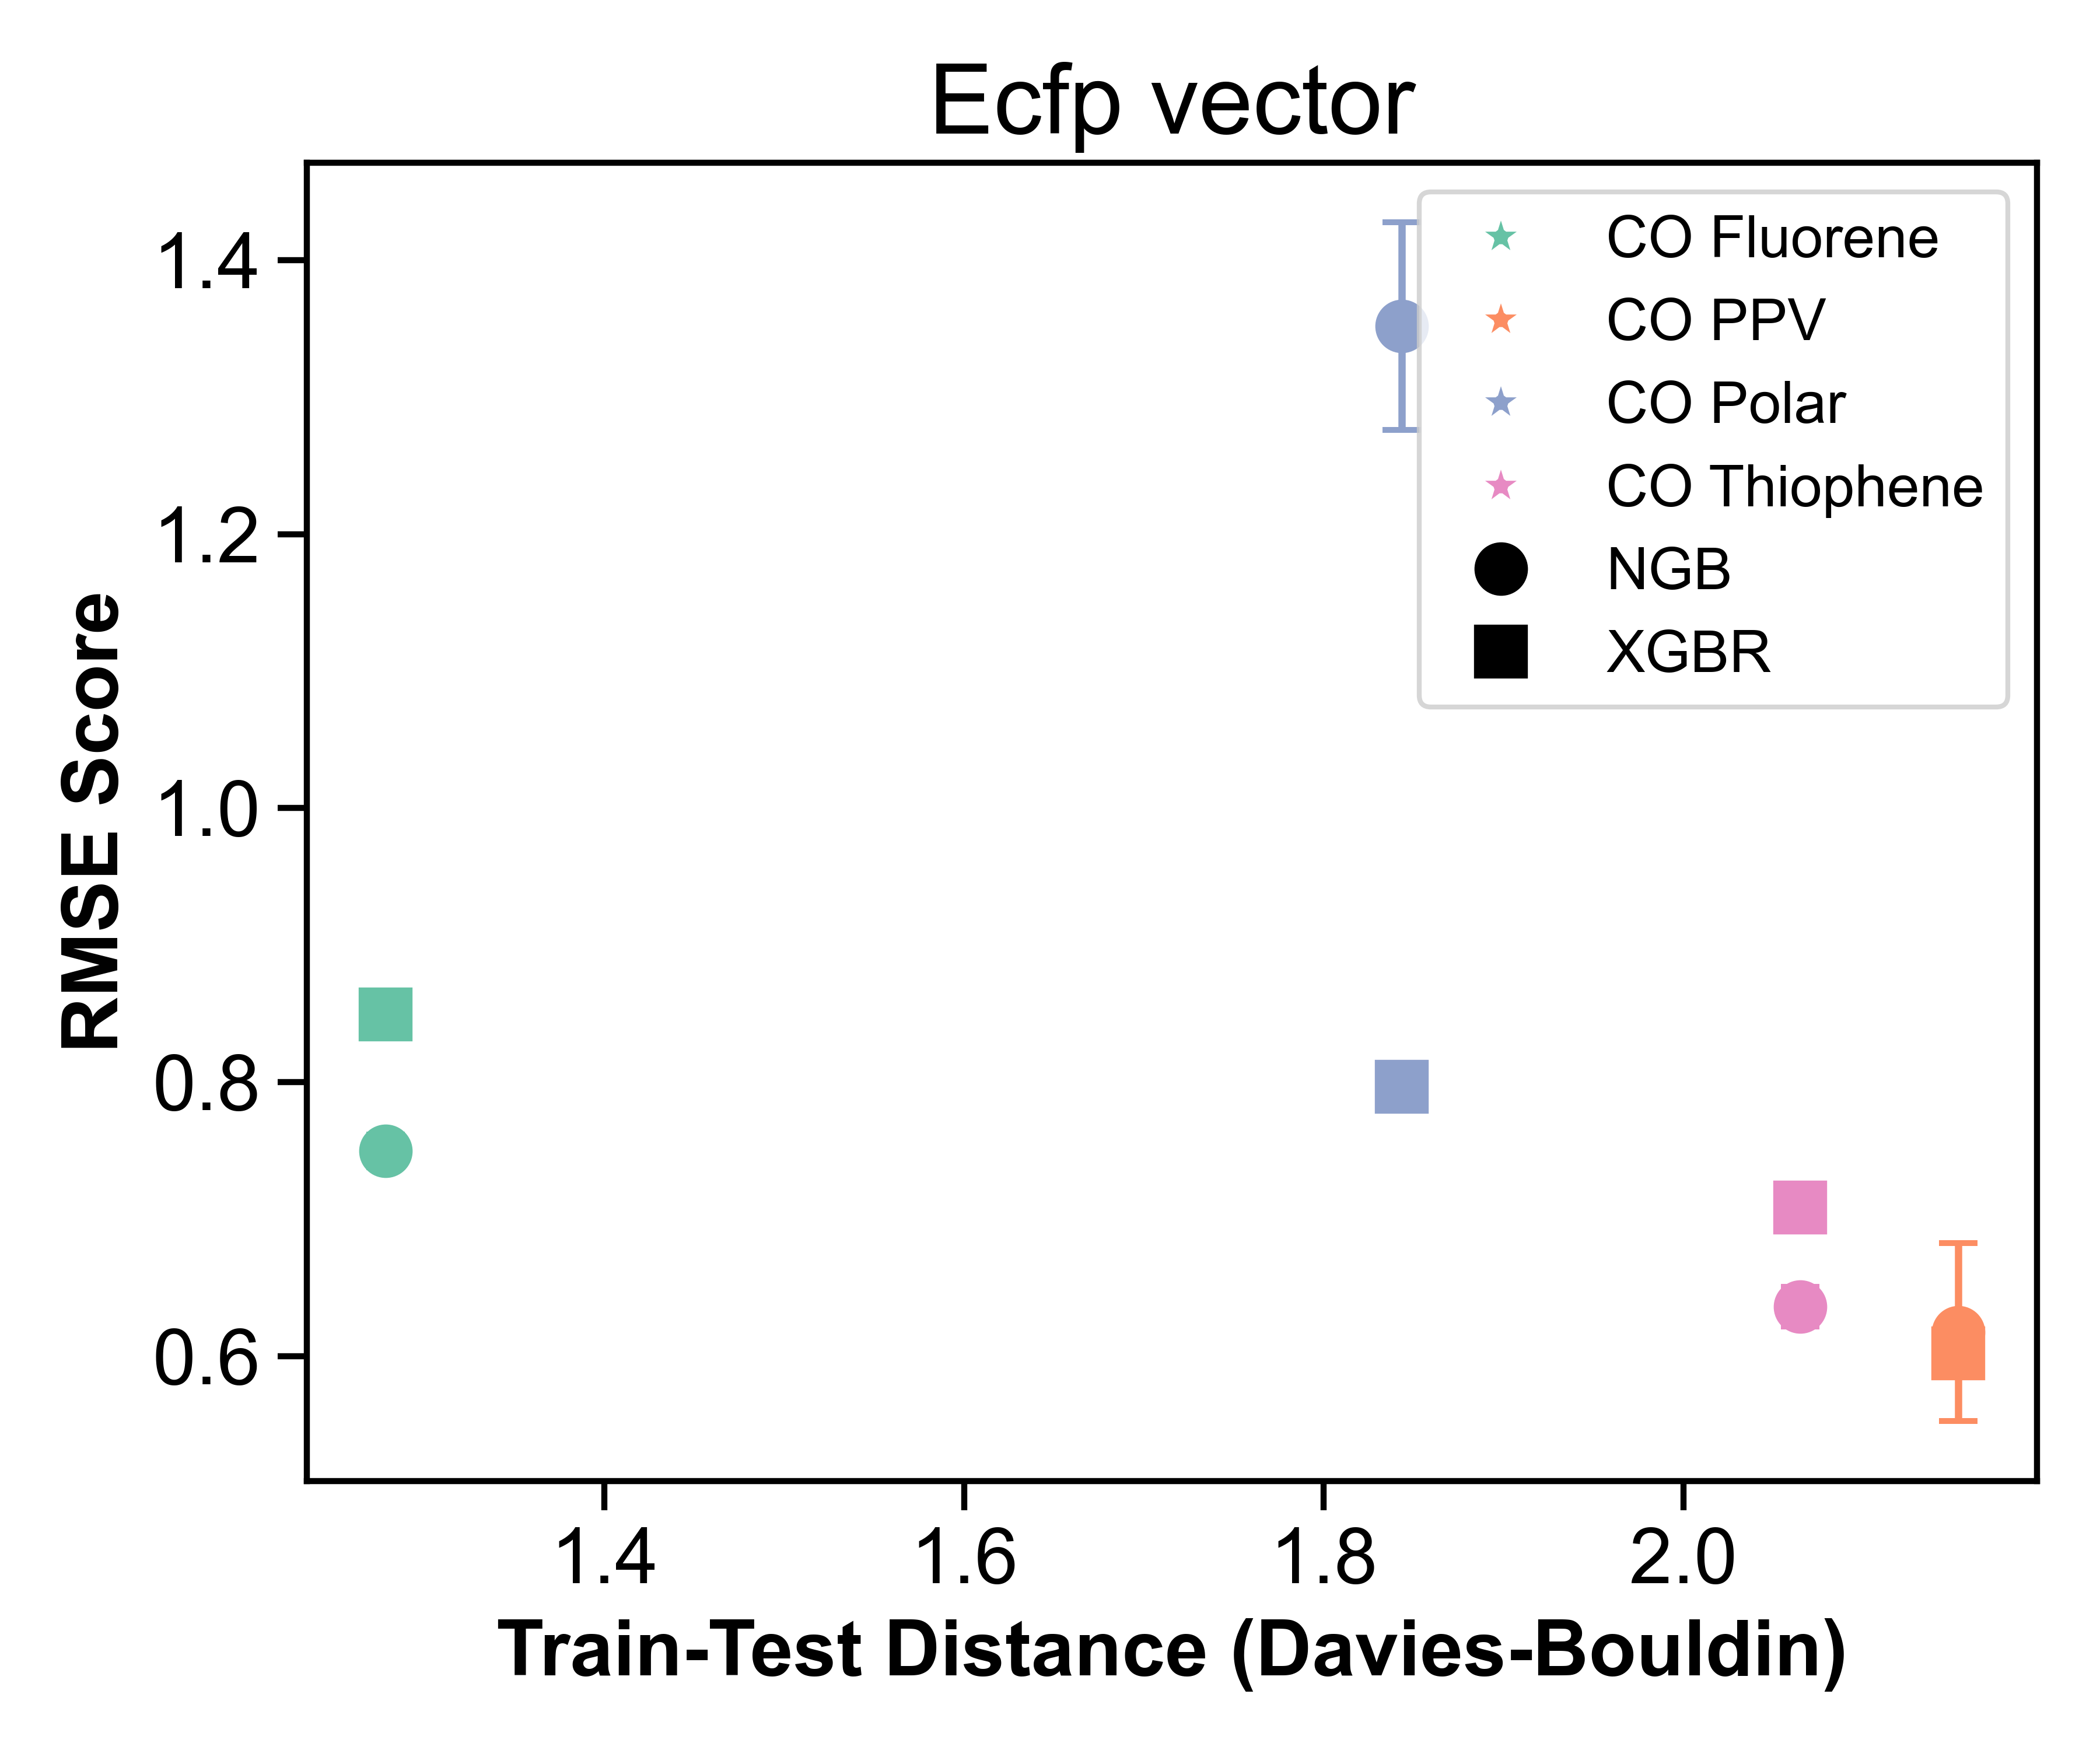 Ecfp vector
RMSE Score
1.4
1.2
1.0
0.8
0.6
CO Fluorene
CO PPV
CO Polar
CO Thiophene
NGB
XGBR
1.4 1.6 1.8 2.0
Train-Test Distance (Davies-Bouldin)